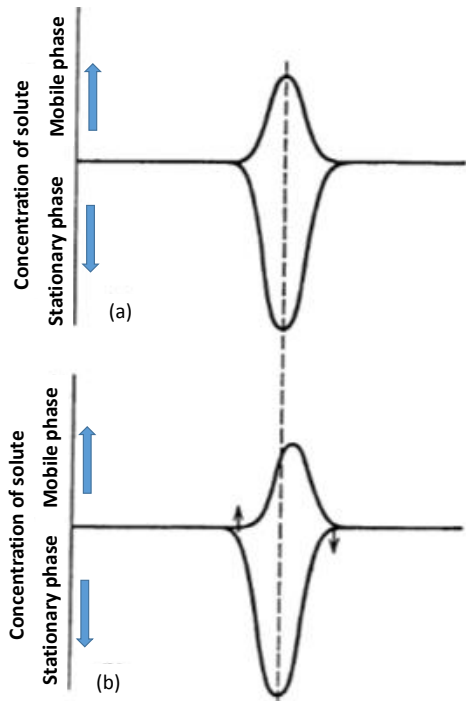 Concentration of solute
Stationary phase Mobile phase
(a)
Concentration of solute
Stationary phase Mobile phase
(b)